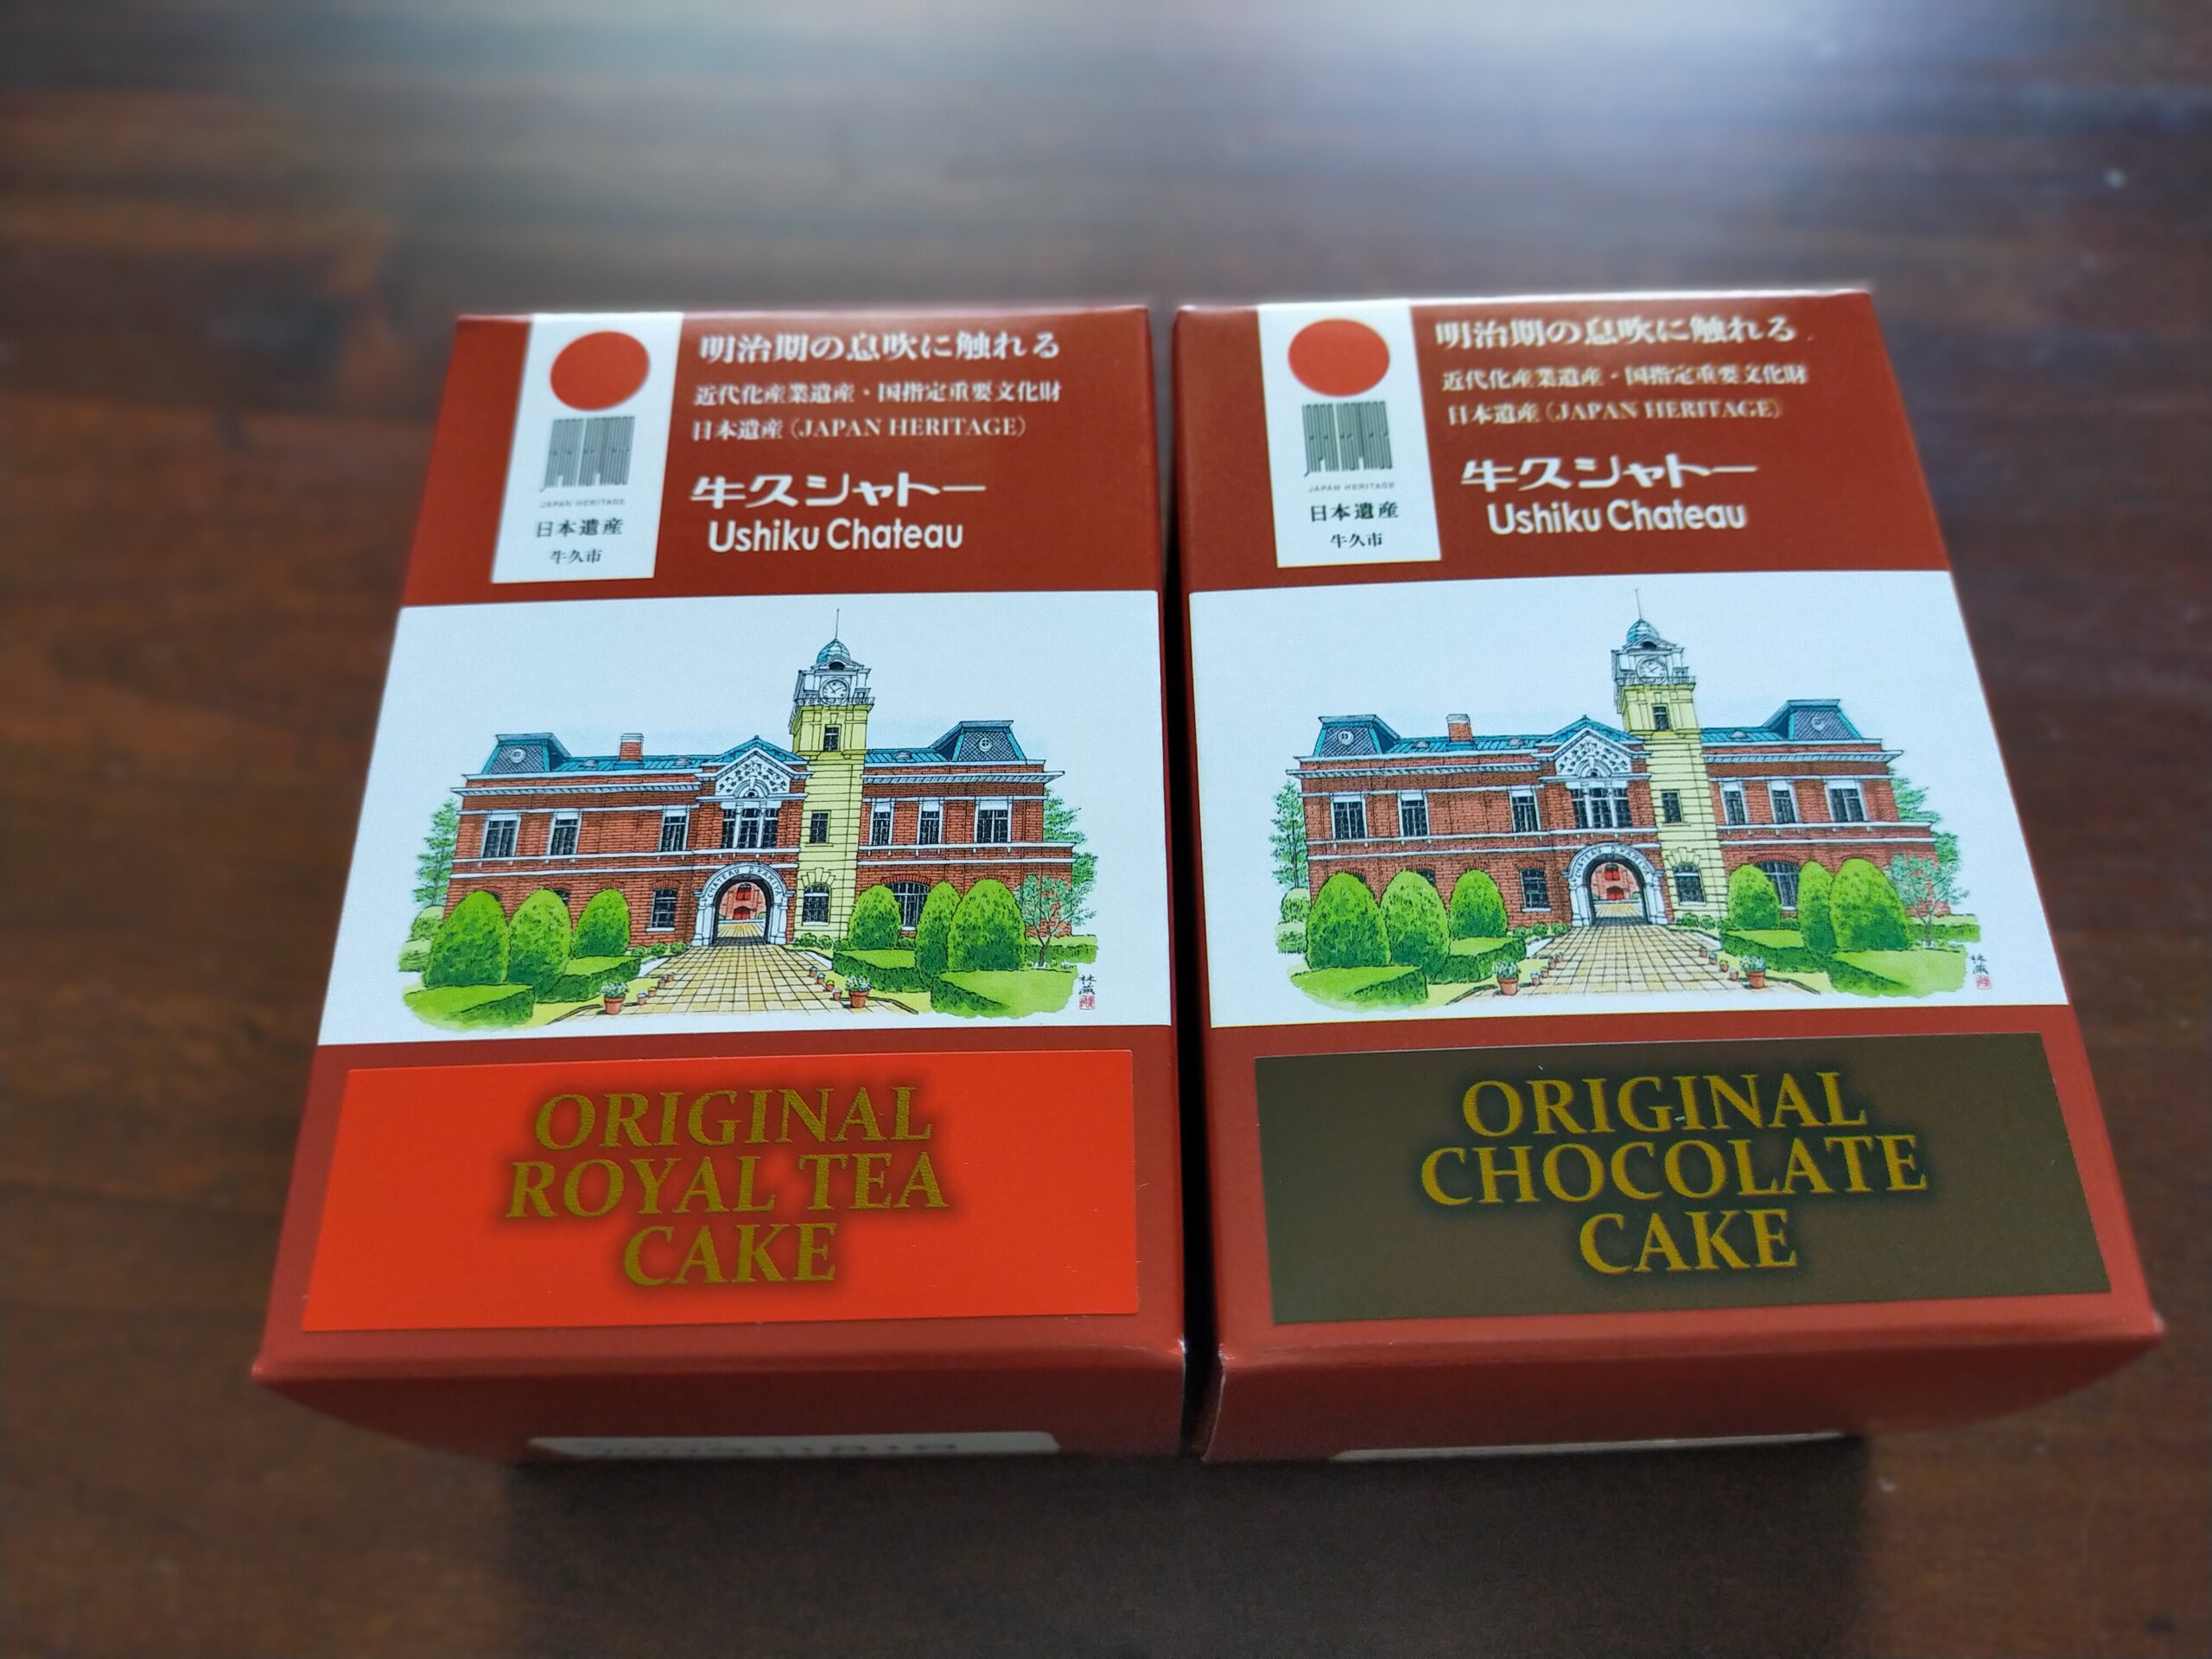 JAPAN HERITAGE
日本遺産
牛久市
明治期の息吹に触れる
近代化産業遺産・国指定重要文化財
日本遺産（JAPAN HERITAGE）
牛久シャトー
Ushiku Chateau
ORIGINAL
ROYAL TEA
CAKE
JAPAN HERITAGE
日本遺産
牛久市
明治期の息吹に触れる
近代化産業遺産・国指定重要文化財
日本遺産（JAPAN HERITAGE）
牛久シャトー
Ushiku Chateau
ORIGINAL
CHOCOLATE
CAKE